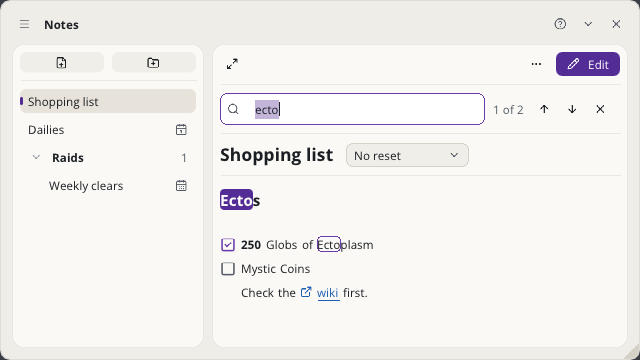 Notes
Edit
Shopping list
Dailies
Raids 1
Weekly clears
ecto
1 of 2
Shopping list
No reset
Ectos
250 Globs of Ectoplasm
Mystic Coins
Check the wiki first.